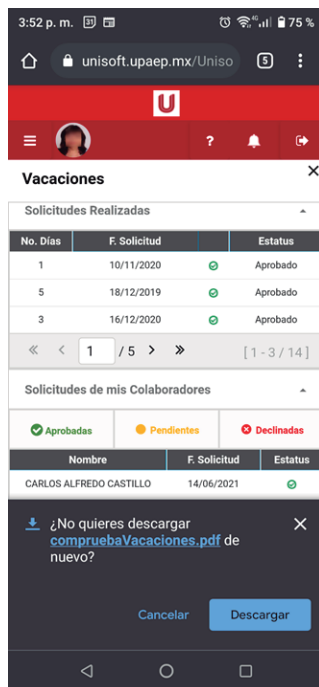 3:52 p. m. 31 4G 75 %
unisoft.upaep.mx/Uniso 5
U
?
Vacaciones X
Solicitudes Realizadas
No. Días F. Solicitud Estatus
1 10/11/2020 Aprobado
5 18/12/2019 Aprobado
3 16/12/2020 Aprobado
« < 1 / 5 > » [ 1 - 3 / 14 ]
Solicitudes de mis Colaboradores
Aprobadas Pendientes Declinadas
Nombre F. Solicitud Estatus
CARLOS ALFREDO CASTILLO 14/06/2021
¿No quieres descargar
compruebaVacaciones.pdf de
nuevo?
Cancelar Descargar